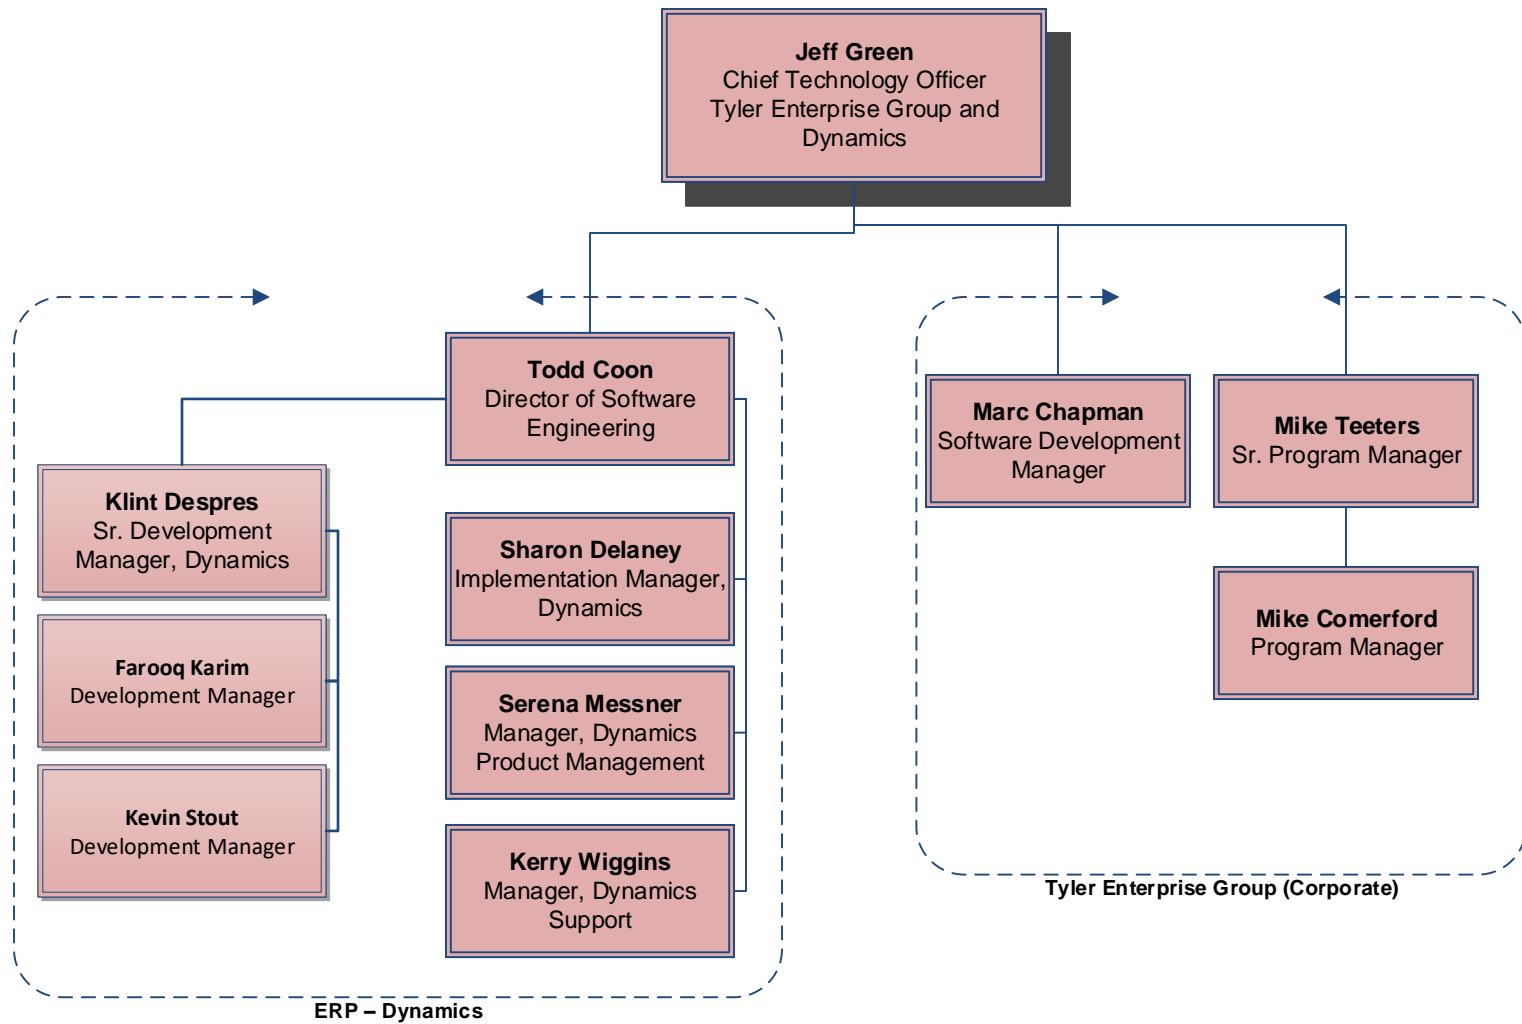 Jeff Green
Chief Technology Officer
Tyler Enterprise Group and
Dynamics
Todd Coon
Director of Software
Engineering
Klint Despres
Sr. Development
Manager, Dynamics
Farooq Karim
Development Manager
Kevin Stout
Development Manager
Sharon Delaney
Implementation Manager,
Dynamics
Serena Messner
Manager, Dynamics
Product Management
Kerry Wiggins
Manager, Dynamics
Support
ERP – Dynamics
Marc Chapman
Software Development
Manager
Mike Teeters
Sr. Program Manager
Mike Comerford
Program Manager
Tyler Enterprise Group (Corporate)